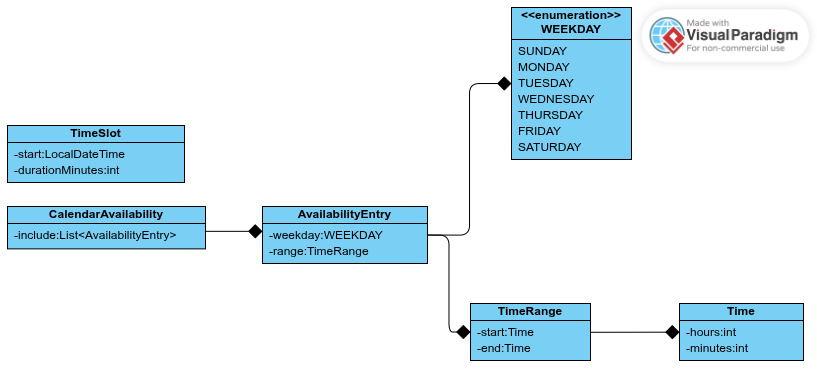 <<enumeration>>
WEEKDAY
SUNDAY
MONDAY
TUESDAY
WEDNESDAY
THURSDAY
FRIDAY
SATURDAY
Made with
Visual Paradigm
For non-commercial use
TimeSlot
-start:LocalDateTime
-durationMinutes:int
CalendarAvailability
-include:List<AvailabilityEntry>
AvailabilityEntry
-weekday:WEEKDAY
-range:TimeRange
TimeRange
-start:Time
-end:Time
Time
-hours:int
-minutes:int